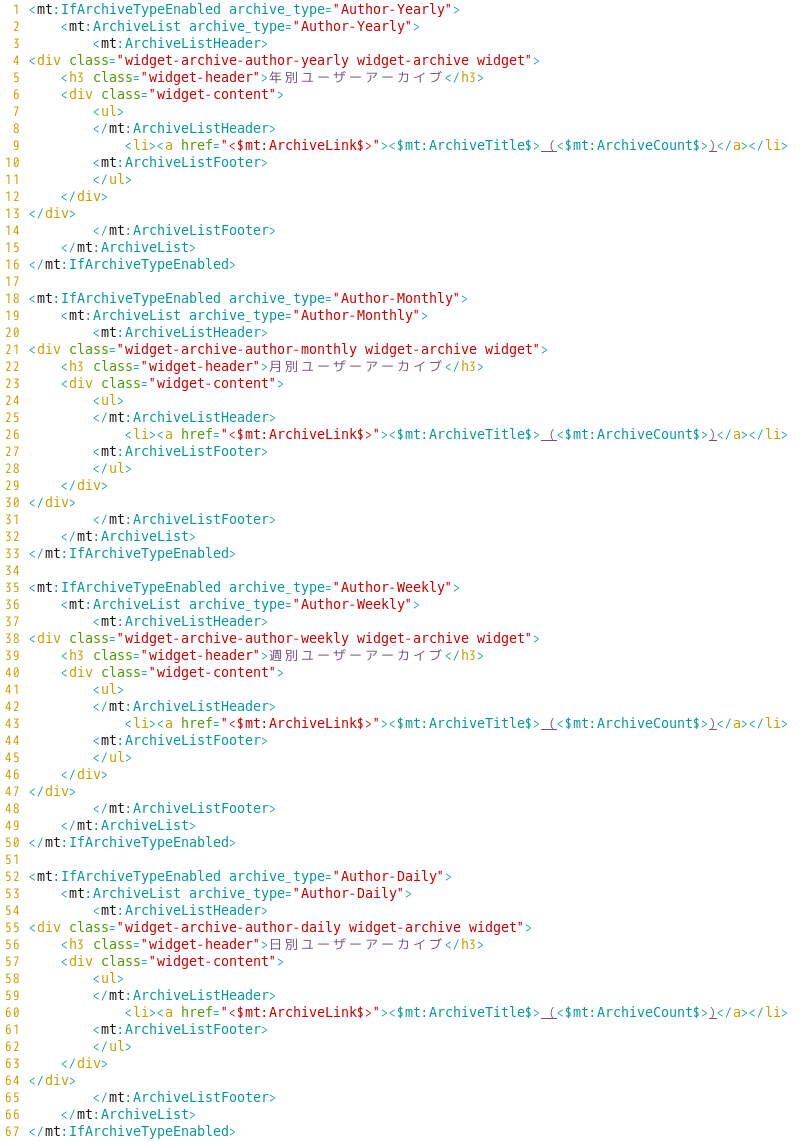 1 <mt:IfArchiveTypeEnabled archive_type="Author-Yearly">
2     <mt:ArchiveList archive_type="Author-Yearly">
3         <mt:ArchiveListHeader>
4 <div class="widget-archive-author-yearly widget-archive widget">
5     <h3 class="widget-header">年別ユーザーアーカイブ</h3>
6     <div class="widget-content">
7         <ul>
8         </mt:ArchiveListHeader>
9             <li><a href="<$mt:ArchiveLink$>"><$mt:ArchiveTitle$> (<$mt:ArchiveCount$>)</a></li>
10         <mt:ArchiveListFooter>
11         </ul>
12     </div>
13 </div>
14         </mt:ArchiveListFooter>
15     </mt:ArchiveList>
16 </mt:IfArchiveTypeEnabled>
17
18 <mt:IfArchiveTypeEnabled archive_type="Author-Monthly">
19     <mt:ArchiveList archive_type="Author-Monthly">
20         <mt:ArchiveListHeader>
21 <div class="widget-archive-author-monthly widget-archive widget">
22     <h3 class="widget-header">月別ユーザーアーカイブ</h3>
23     <div class="widget-content">
24         <ul>
25         </mt:ArchiveListHeader>
26             <li><a href="<$mt:ArchiveLink$>"><$mt:ArchiveTitle$> (<$mt:ArchiveCount$>)</a></li>
27         <mt:ArchiveListFooter>
28         </ul>
29     </div>
30 </div>
31         </mt:ArchiveListFooter>
32     </mt:ArchiveList>
33 </mt:IfArchiveTypeEnabled>
34
35 <mt:IfArchiveTypeEnabled archive_type="Author-Weekly">
36     <mt:ArchiveList archive_type="Author-Weekly">
37         <mt:ArchiveListHeader>
38 <div class="widget-archive-author-weekly widget-archive widget">
39     <h3 class="widget-header">週別ユーザーアーカイブ</h3>
40     <div class="widget-content">
41         <ul>
42         </mt:ArchiveListHeader>
43             <li><a href="<$mt:ArchiveLink$>"><$mt:ArchiveTitle$> (<$mt:ArchiveCount$>)</a></li>
44         <mt:ArchiveListFooter>
45         </ul>
46     </div>
47 </div>
48         </mt:ArchiveListFooter>
49     </mt:ArchiveList>
50 </mt:IfArchiveTypeEnabled>
51
52 <mt:IfArchiveTypeEnabled archive_type="Author-Daily">
53     <mt:ArchiveList archive_type="Author-Daily">
54         <mt:ArchiveListHeader>
55 <div class="widget-archive-author-daily widget-archive widget">
56     <h3 class="widget-header">日別ユーザーアーカイブ</h3>
57     <div class="widget-content">
58         <ul>
59         </mt:ArchiveListHeader>
60             <li><a href="<$mt:ArchiveLink$>"><$mt:ArchiveTitle$> (<$mt:ArchiveCount$>)</a></li>
61         <mt:ArchiveListFooter>
62         </ul>
63     </div>
64 </div>
65         </mt:ArchiveListFooter>
66     </mt:ArchiveList>
67 </mt:IfArchiveTypeEnabled>